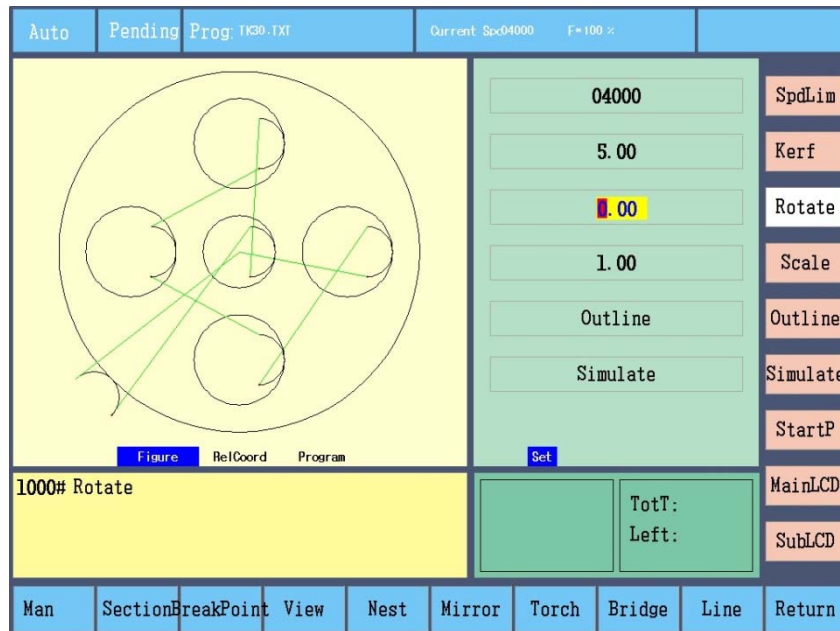 Auto Pending Prog: TK30.TXT Current Spd04000 F=100 %
04000 SpdLim
5.00 Kerf
0.00 Rotate
1.00 Scale
Outline Outline
Simulate Simulate
StartP
Figure RelCoord Program Set
1000# Rotate
MainLCD
TotT:
Left:
SubLCD
Man Section BreakPoint View Nest Mirror Torch Bridge Line Return